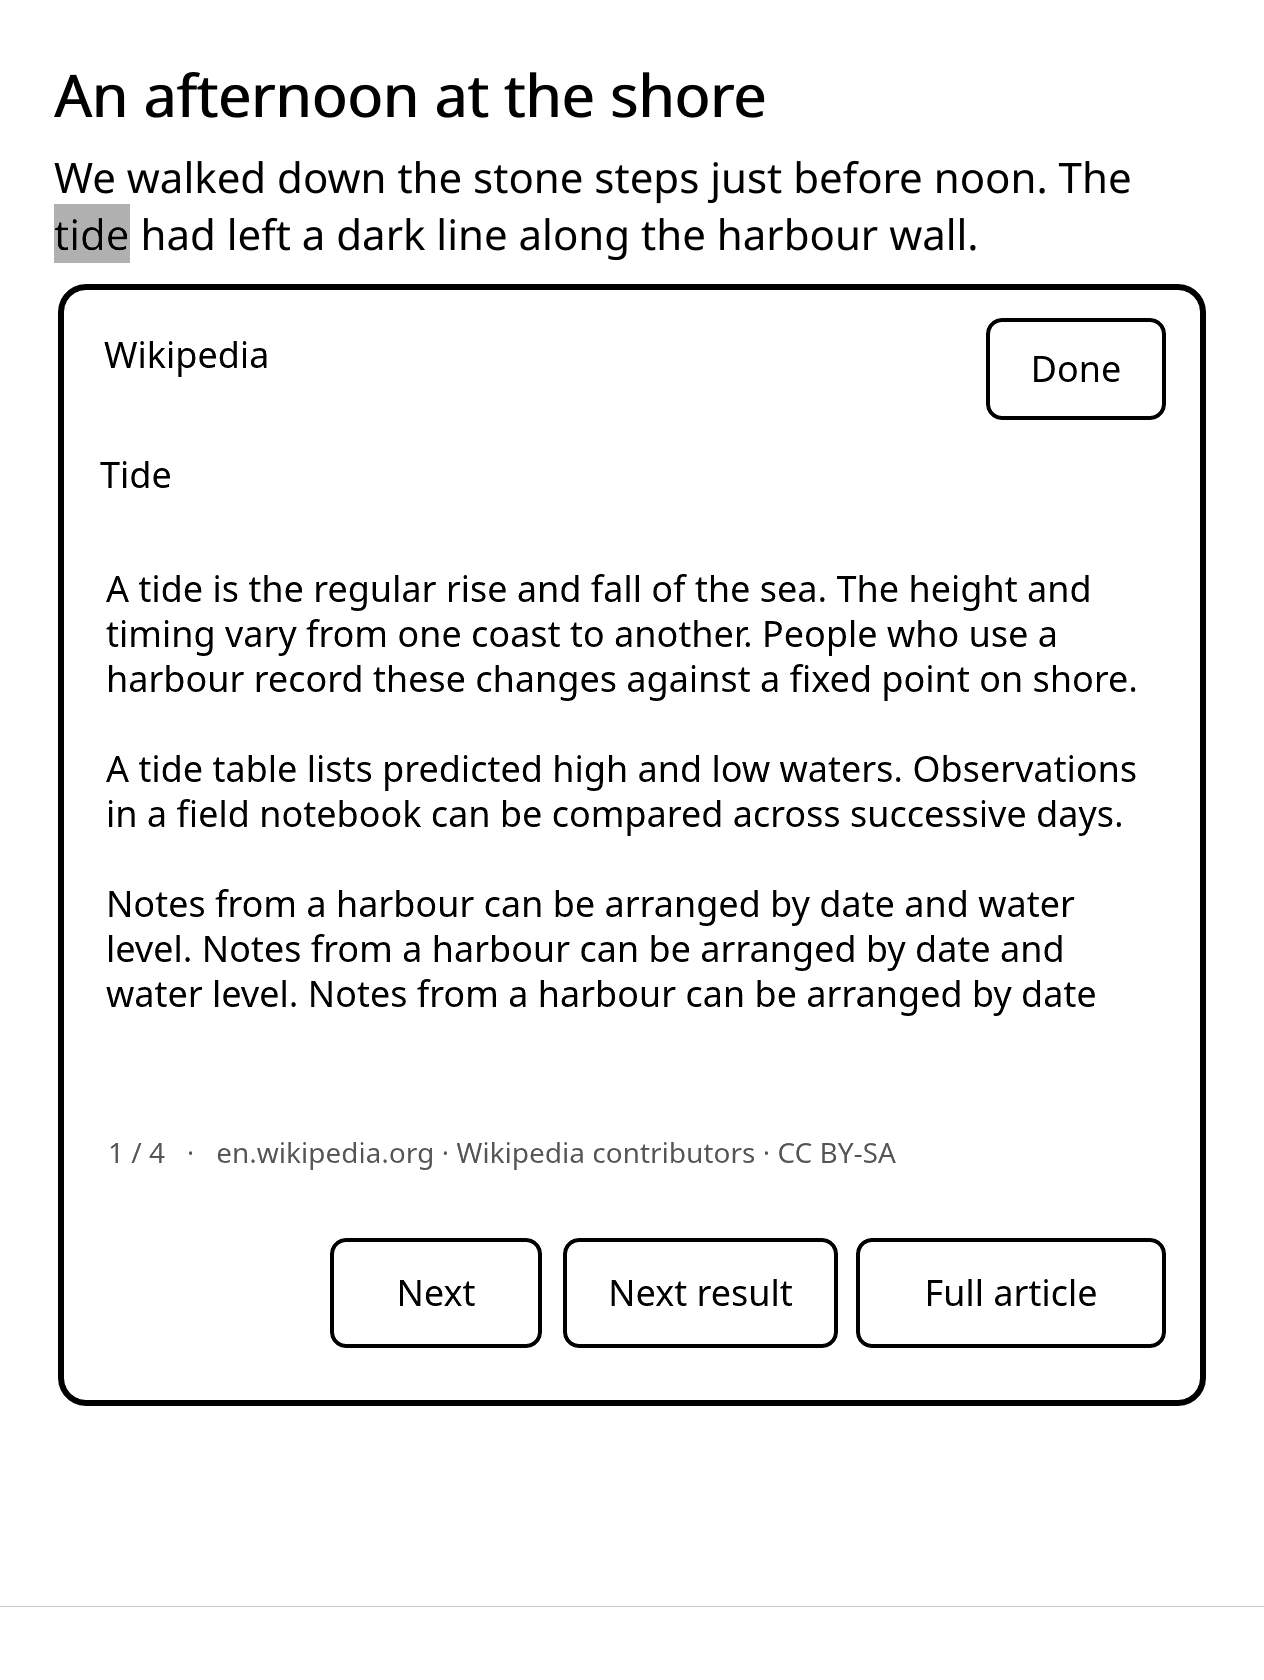 An afternoon at the shore
We walked down the stone steps just before noon. The
tide had left a dark line along the harbour wall.
Wikipedia
Done
Tide
A tide is the regular rise and fall of the sea. The height and
timing vary from one coast to another. People who use a
harbour record these changes against a fixed point on shore.
A tide table lists predicted high and low waters. Observations
in a field notebook can be compared across successive days.
Notes from a harbour can be arranged by date and water
level. Notes from a harbour can be arranged by date and
water level. Notes from a harbour can be arranged by date
1 / 4 · en.wikipedia.org · Wikipedia contributors · CC BY-SA
Next
Next result
Full article